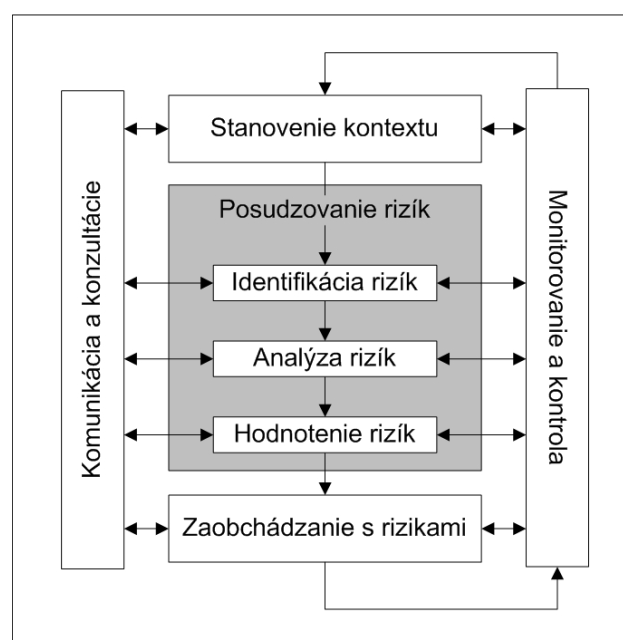 Stanovenie kontextu
Komunikácia a konzultácie
Posudzovanie rizík
Identifikácia rizík
Analýza rizík
Hodnotenie rizík
Zaobchádzanie s rizikami
Monitorovanie a kontrola